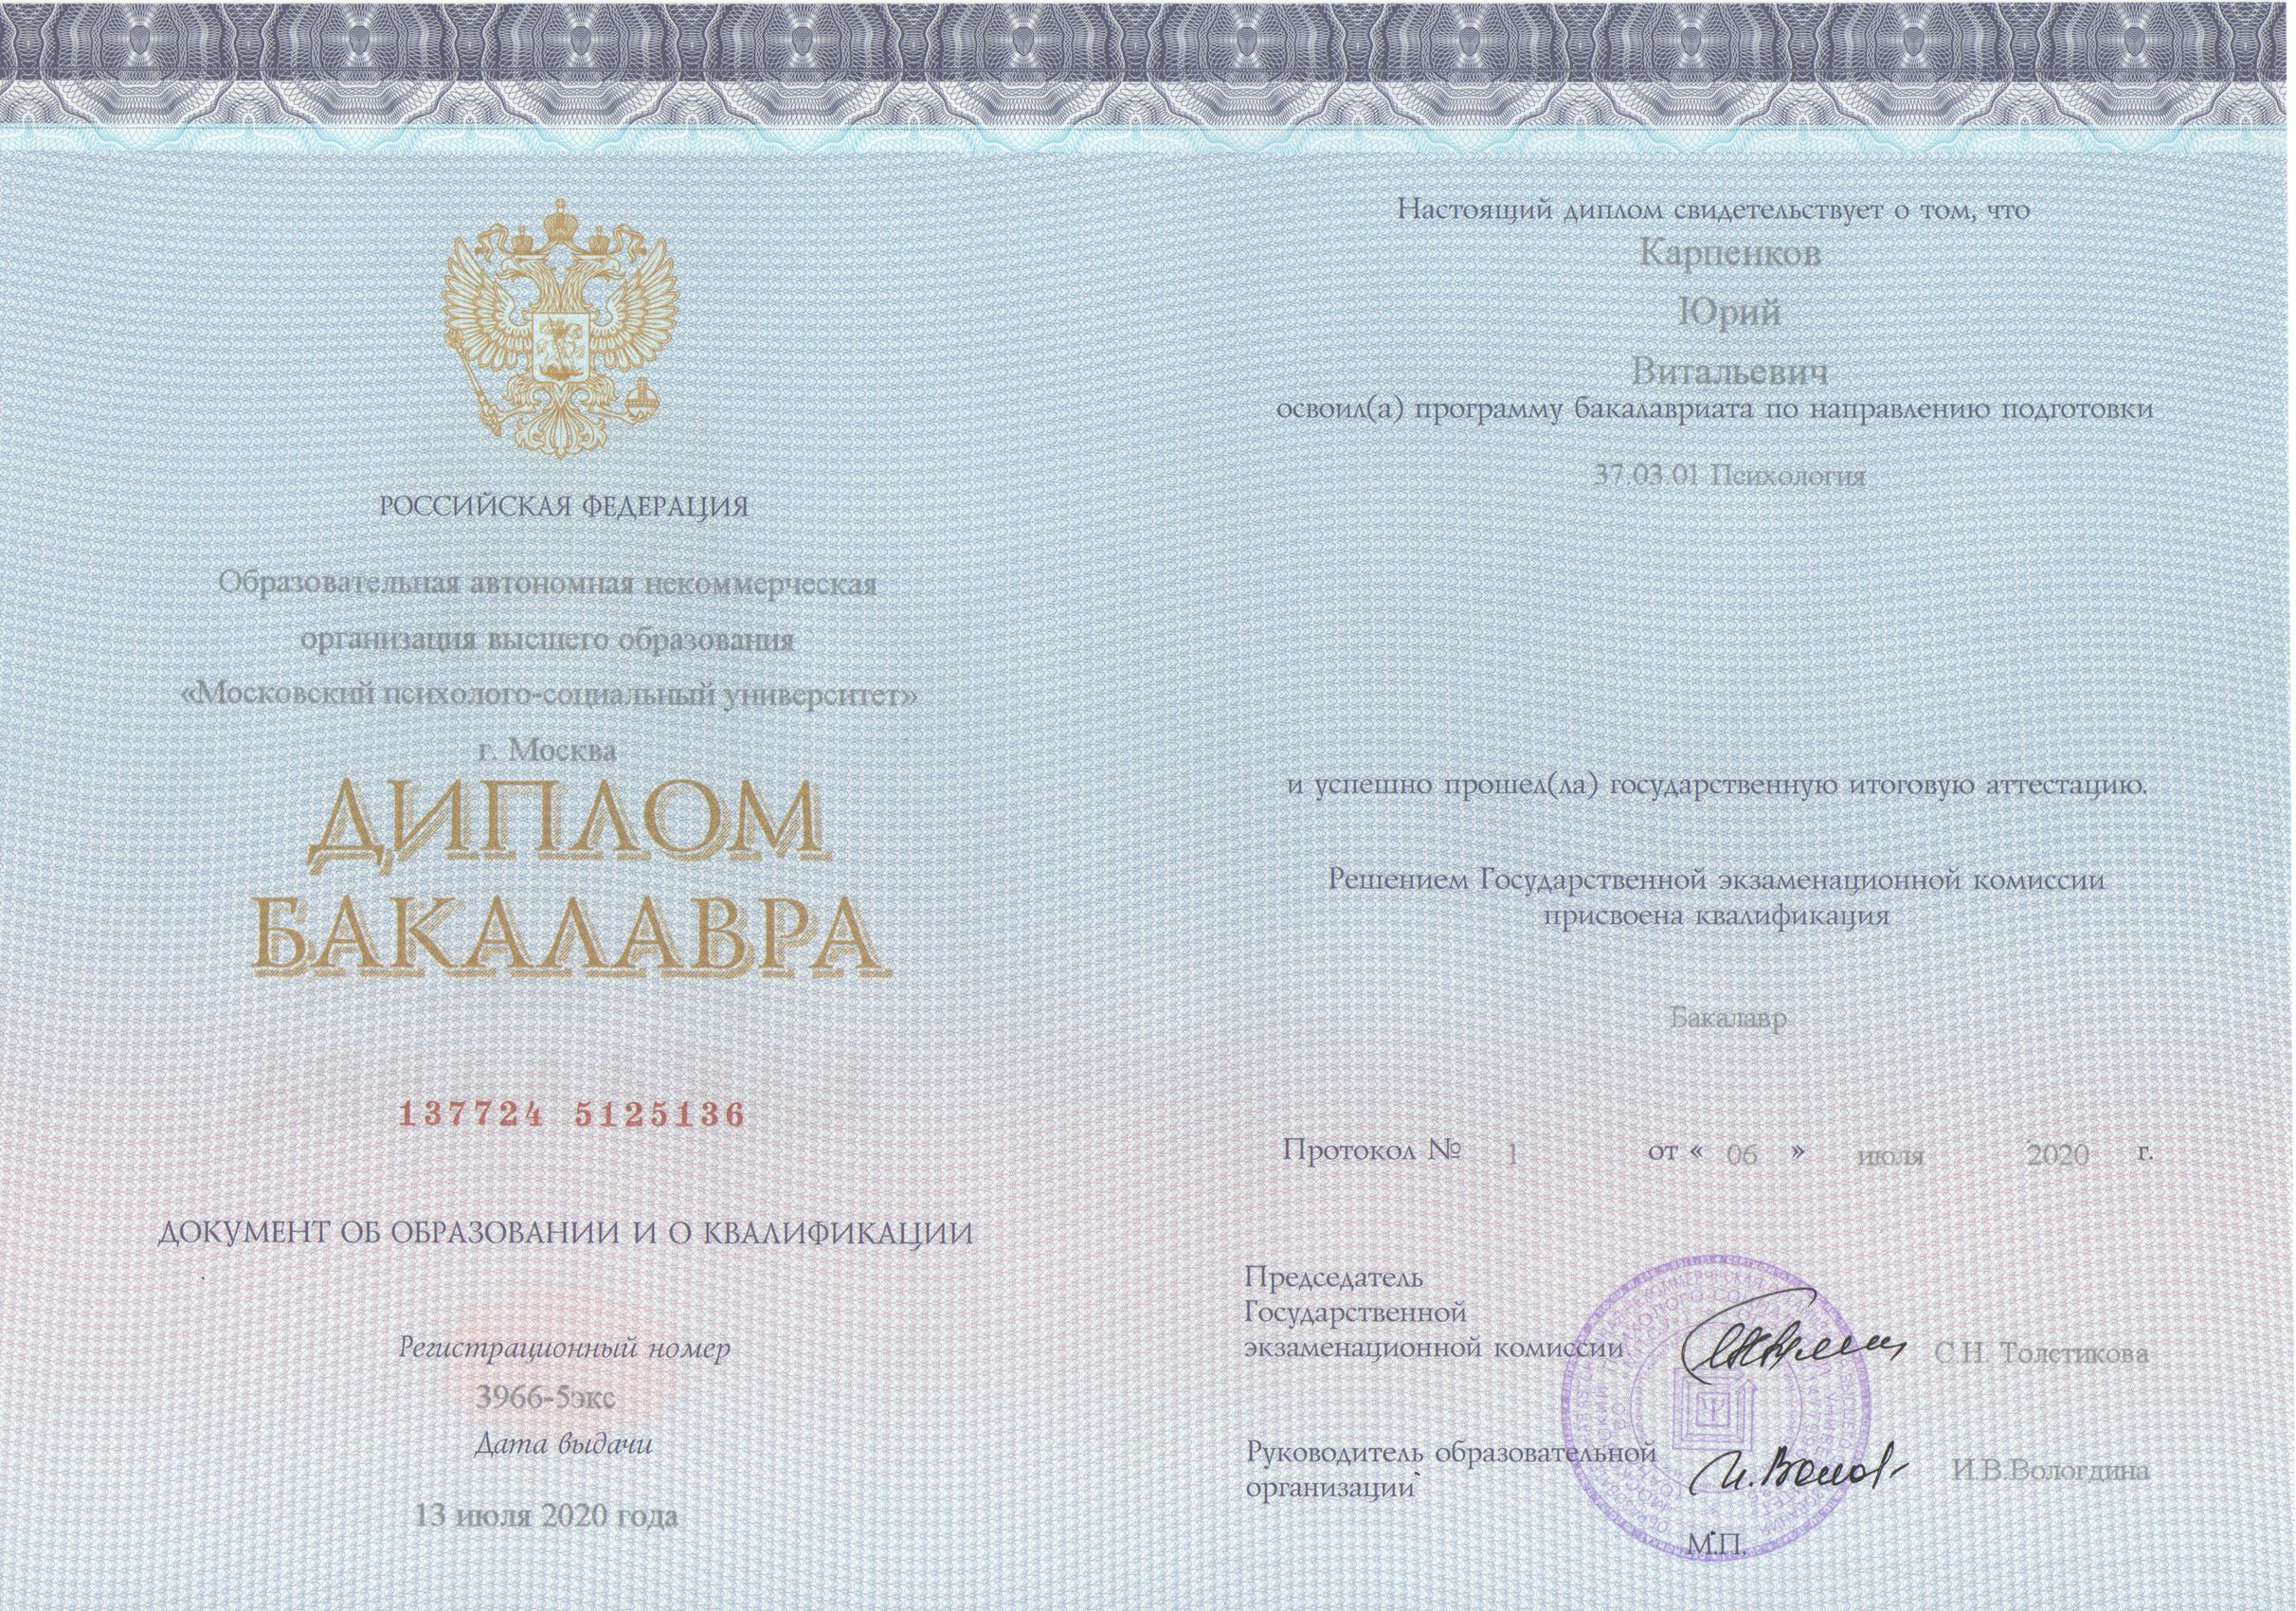 РОССИЙСКАЯ ФЕДЕРАЦИЯ
Образовательная автономная некоммерческая
организация высшего образования
«Московский психолого-социальный университет»
г. Москва
ДИПЛОМ
БАКАЛАВРА
137724 5125136
ДОКУМЕНТ ОБ ОБРАЗОВАНИИ И О КВАЛИФИКАЦИИ
Регистрационный номер
3966-5экс
Дата выдачи
13 июля 2020 года
Настоящий диплом свидетельствует о том, что
Карпенков
Юрий
Витальевич
освоил(а) программу бакалавриата по направлению подготовки
37.03.01 Психология
и успешно прошел(ла) государственную итоговую аттестацию.
Решением Государственной экзаменационной комиссии
присвоена квалификация
Бакалавр
Протокол № 1 от « 06 » июля 2020 г.
Председатель
Государственной
экзаменационной комиссии С.Н. Толстикова
Руководитель образовательной
организации И.В.Вологдина
М.П.